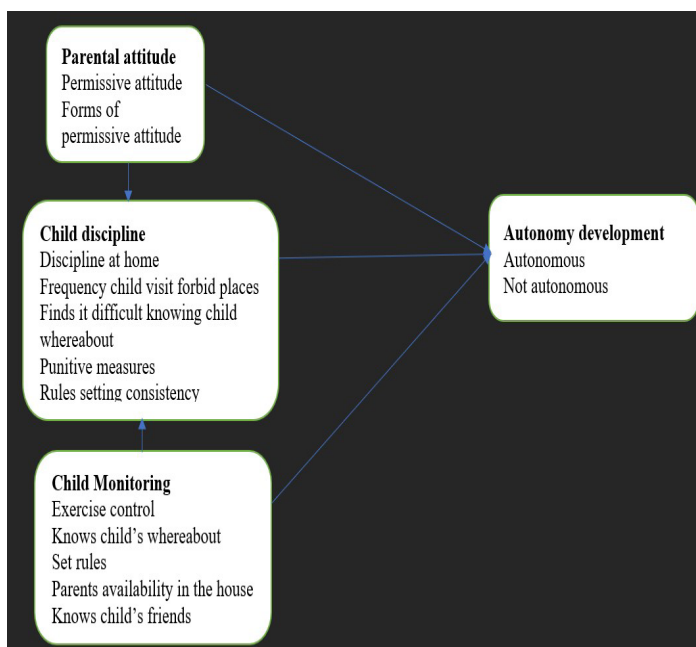 Parental attitude
Permissive attitude
Forms of
permissive attitude
Child discipline
Discipline at home
Frequency child visit forbid places
Finds it difficult knowing child
whereabout
Punitive measures
Rules setting consistency
Child Monitoring
Exercise control
Knows child’s whereabout
Set rules
Parents availability in the house
Knows child’s friends
Autonomy development
Autonomous
Not autonomous